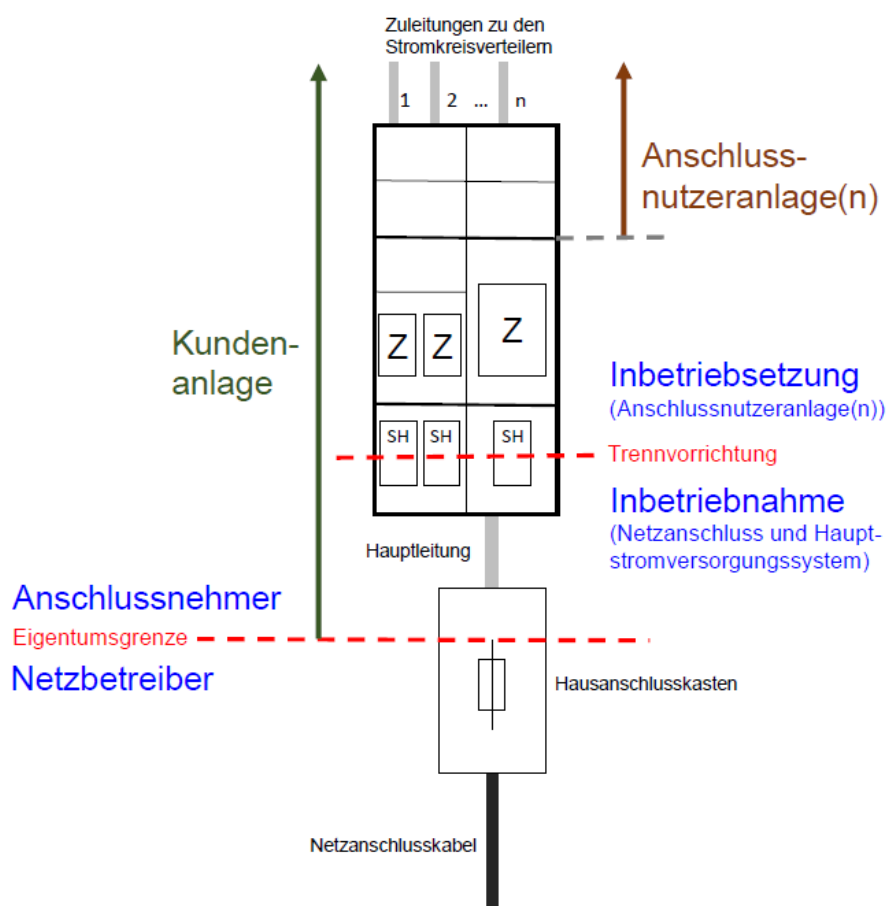 Zuleitungen zu den
Stromkreisverteilern
1 2 ... n
Anschluss-
nutzeranlage(n)
Kunden-
anlage
Z Z Z
Inbetriebsetzung
(Anschlussnutzeranlage(n))
SH SH SH
Trennvorrichtung
Inbetriebnahme
(Netzanschluss und Haupt-
stromversorgungssystem)
Hauptleitung
Anschlussnehmer
Eigentumsgrenze
Netzbetreiber
Hausanschlusskasten
Netzanschlusskabel